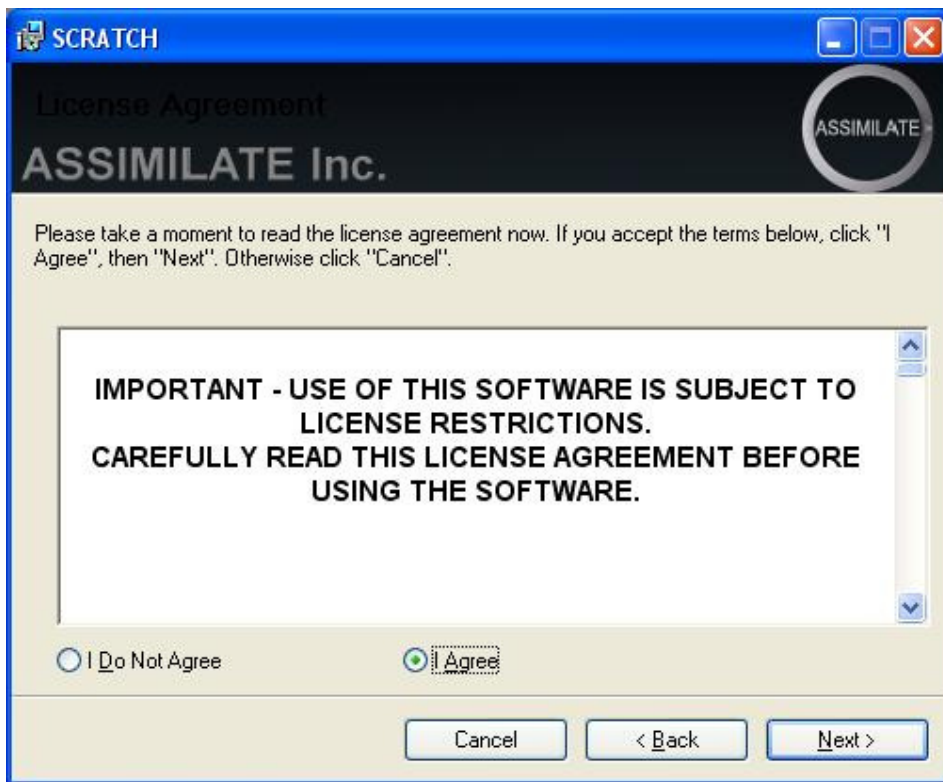 SCRATCH
License Agreement
ASSIMILATE Inc.
ASSIMILATE
Please take a moment to read the license agreement now. If you accept the terms below, click "I
Agree", then "Next". Otherwise click "Cancel".
IMPORTANT - USE OF THIS SOFTWARE IS SUBJECT TO
LICENSE RESTRICTIONS.
CAREFULLY READ THIS LICENSE AGREEMENT BEFORE
USING THE SOFTWARE.
I Do Not Agree
I Agree
Cancel
< Back
Next >